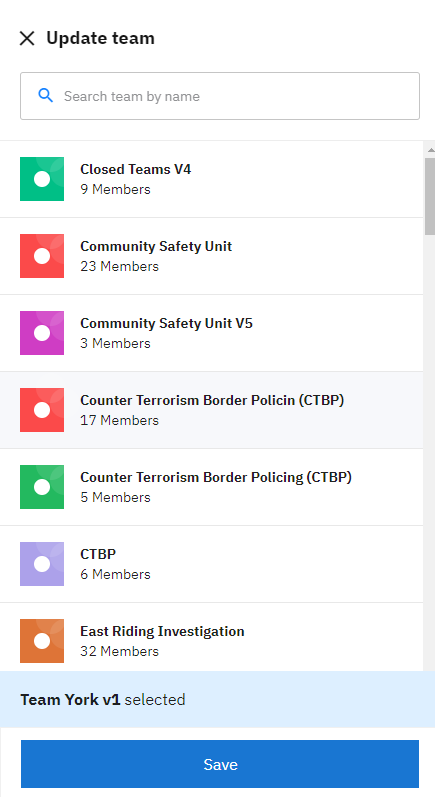 Update team
Search team by name
Closed Teams V4
9 Members
Community Safety Unit
23 Members
Community Safety Unit V5
3 Members
Counter Terrorism Border Policin (CTBP)
17 Members
Counter Terrorism Border Policing (CTBP)
5 Members
CTBP
6 Members
East Riding Investigation
32 Members
Team York v1 selected
Save